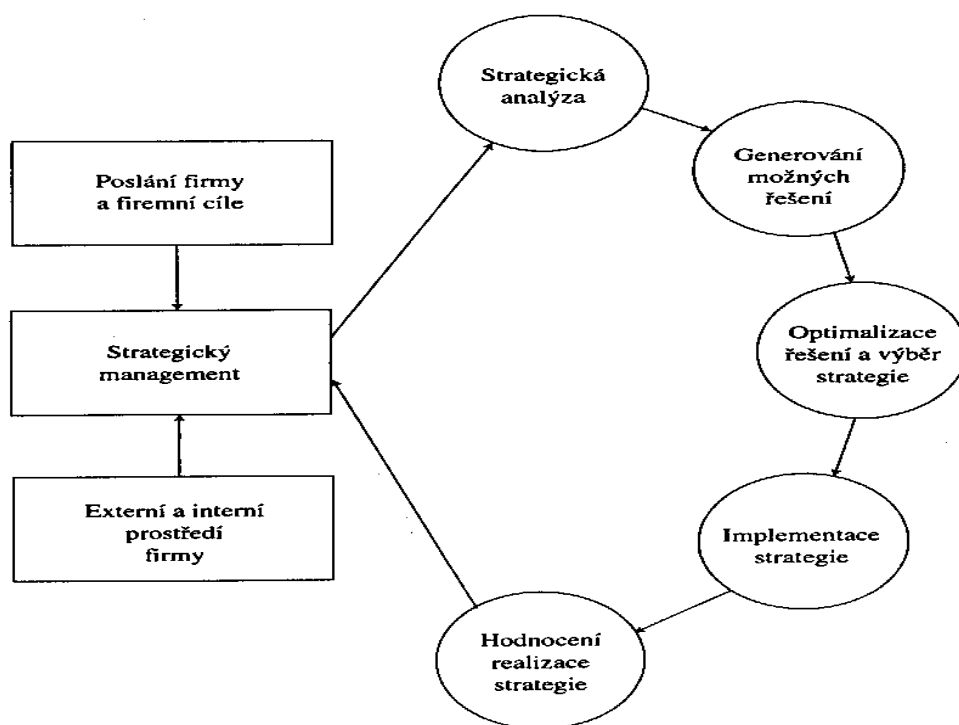 Strategická
analýza
Generování
možných
řešení
Poslání firmy
a firemní cíle
Strategický
management
Optimalizace
řešení a výběr
strategie
Externí a interní
prostředí
firmy
Implementace
strategie
Hodnocení
realizace
strategie